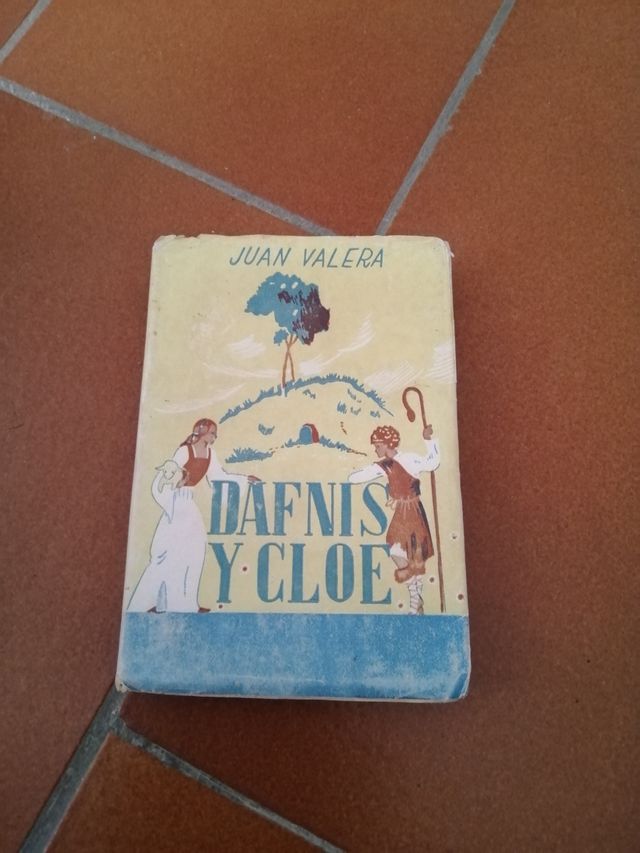 JUAN VALERA
DAFNIS
Y CLOE